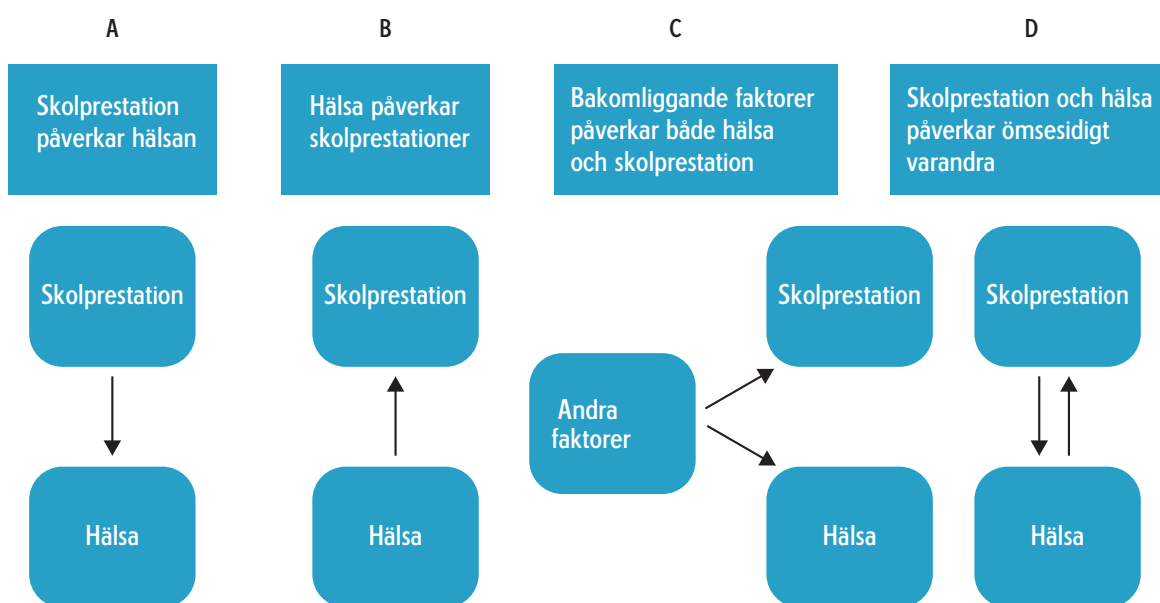 A
B
C
D
Skolprestation
påverkar hälsan
Hälsa påverkar
skolprestationer
Bakomliggande faktorer
påverkar både hälsa
och skolprestation
Skolprestation och hälsa
påverkar ömsesidigt
varandra
Skolprestation
Skolprestation
Skolprestation
Skolprestation
Andra
faktorer
Hälsa
Hälsa
Hälsa
Hälsa